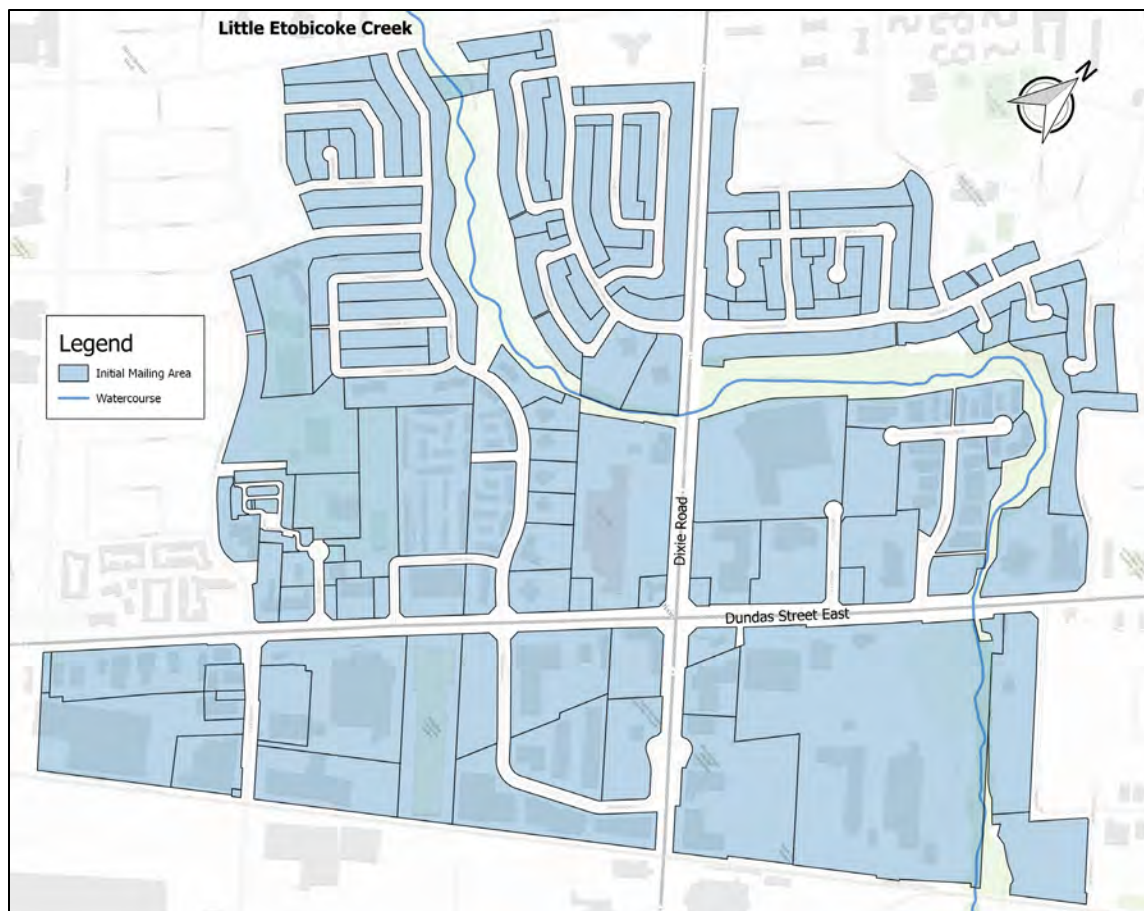 Little Etobicoke Creek
N
Legend
Initial Mailing Area
Watercourse
Dixie Road
Dundas Street East